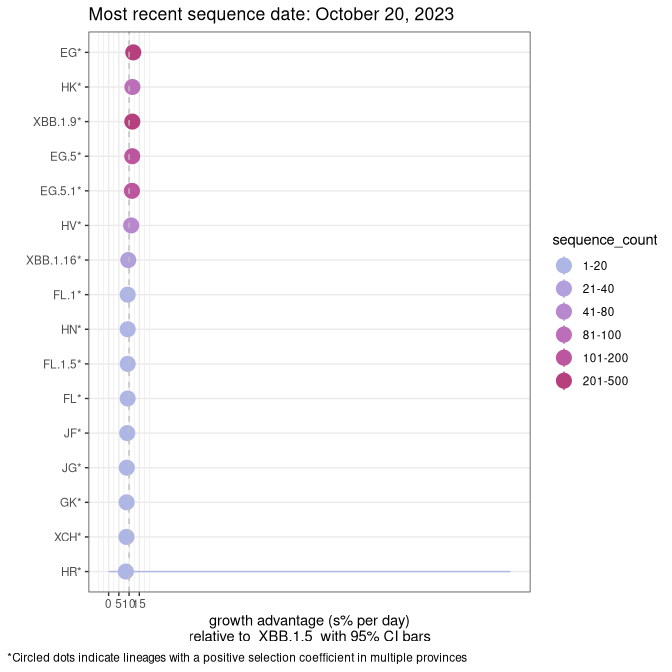 Most recent sequence date: October 20, 2023
EG*
HK*
XBB.1.9*
EG.5*
EG.5.1*
HV*
XBB.1.16*
FL.1*
HN*
FL.1.5*
FL*
JF*
JG*
GK*
XCH*
HR*
0 5 10 15
growth advantage (s% per day)
relative to XBB.1.5 with 95% CI bars
*Circled dots indicate lineages with a positive selection coefficient in multiple provinces
sequence_count
1-20
21-40
41-80
81-100
101-200
201-500